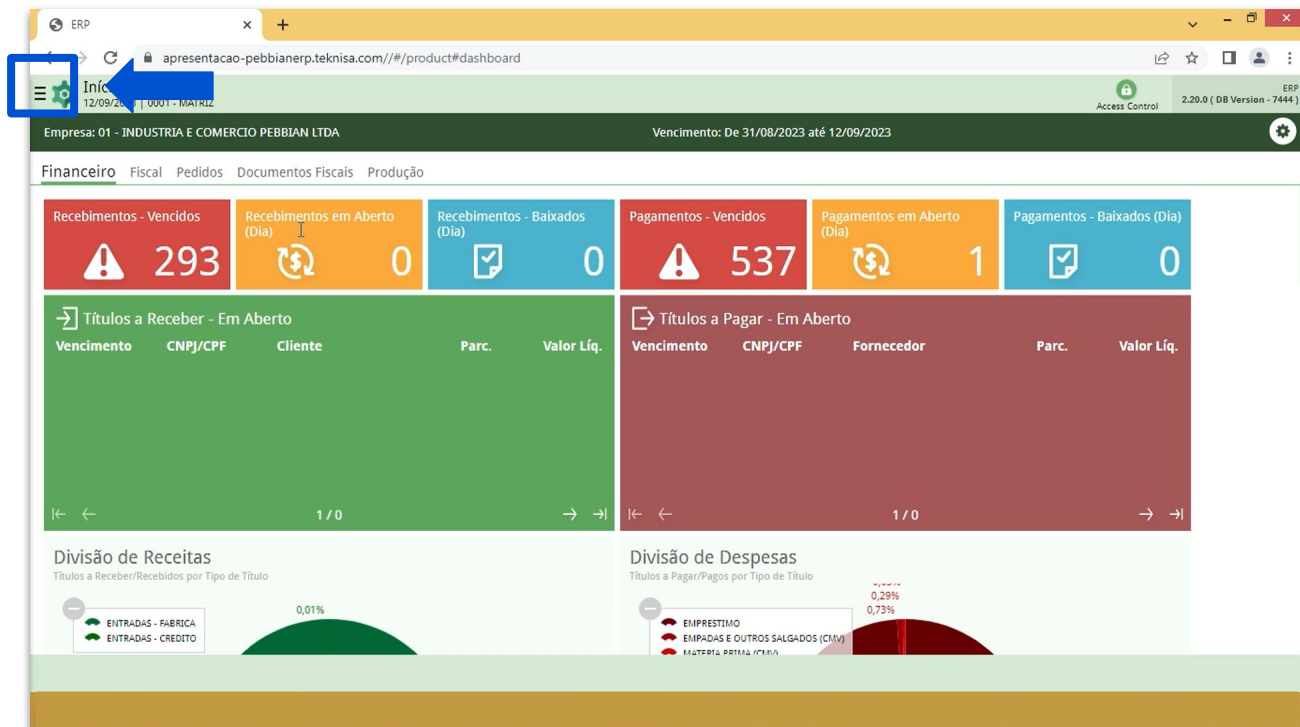 ERP
apresentacao-pebbianerp.teknisa.com//#/product#dashboard
12/09/2023 | 0001 - MATRIZ
Access Control
ERP
2.20.0 ( DB Version - 7444 )
Empresa: 01 - INDUSTRIA E COMERCIO PEBBIAN LTDA
Vencimento: De 31/08/2023 até 12/09/2023
Financeiro Fiscal Pedidos Documentos Fiscais Produção
Recebimentos - Vencidos
293
Recebimentos em Aberto
(Dia)
0
Recebimentos - Baixados
(Dia)
0
Pagamentos - Vencidos
537
Pagamentos em Aberto
(Dia)
1
Pagamentos - Baixados (Dia)
0
Títulos a Receber - Em Aberto
Vencimento CNPJ/CPF Cliente Parc. Valor Líq.
1 / 0
Títulos a Pagar - Em Aberto
Vencimento CNPJ/CPF Fornecedor Parc. Valor Líq.
1 / 0
Divisão de Receitas
Títulos a Receber/Recebidos por Tipo de Título
ENTRADAS - FABRICA
ENTRADAS - CREDITO
0,01%
Divisão de Despesas
Títulos a Pagar/Pagos por Tipo de Título
EMPRESTIMO
EMPADAS E OUTROS SALGADOS (CMV)
MATERIA PRIMA (CMV)
0,29%
0,73%